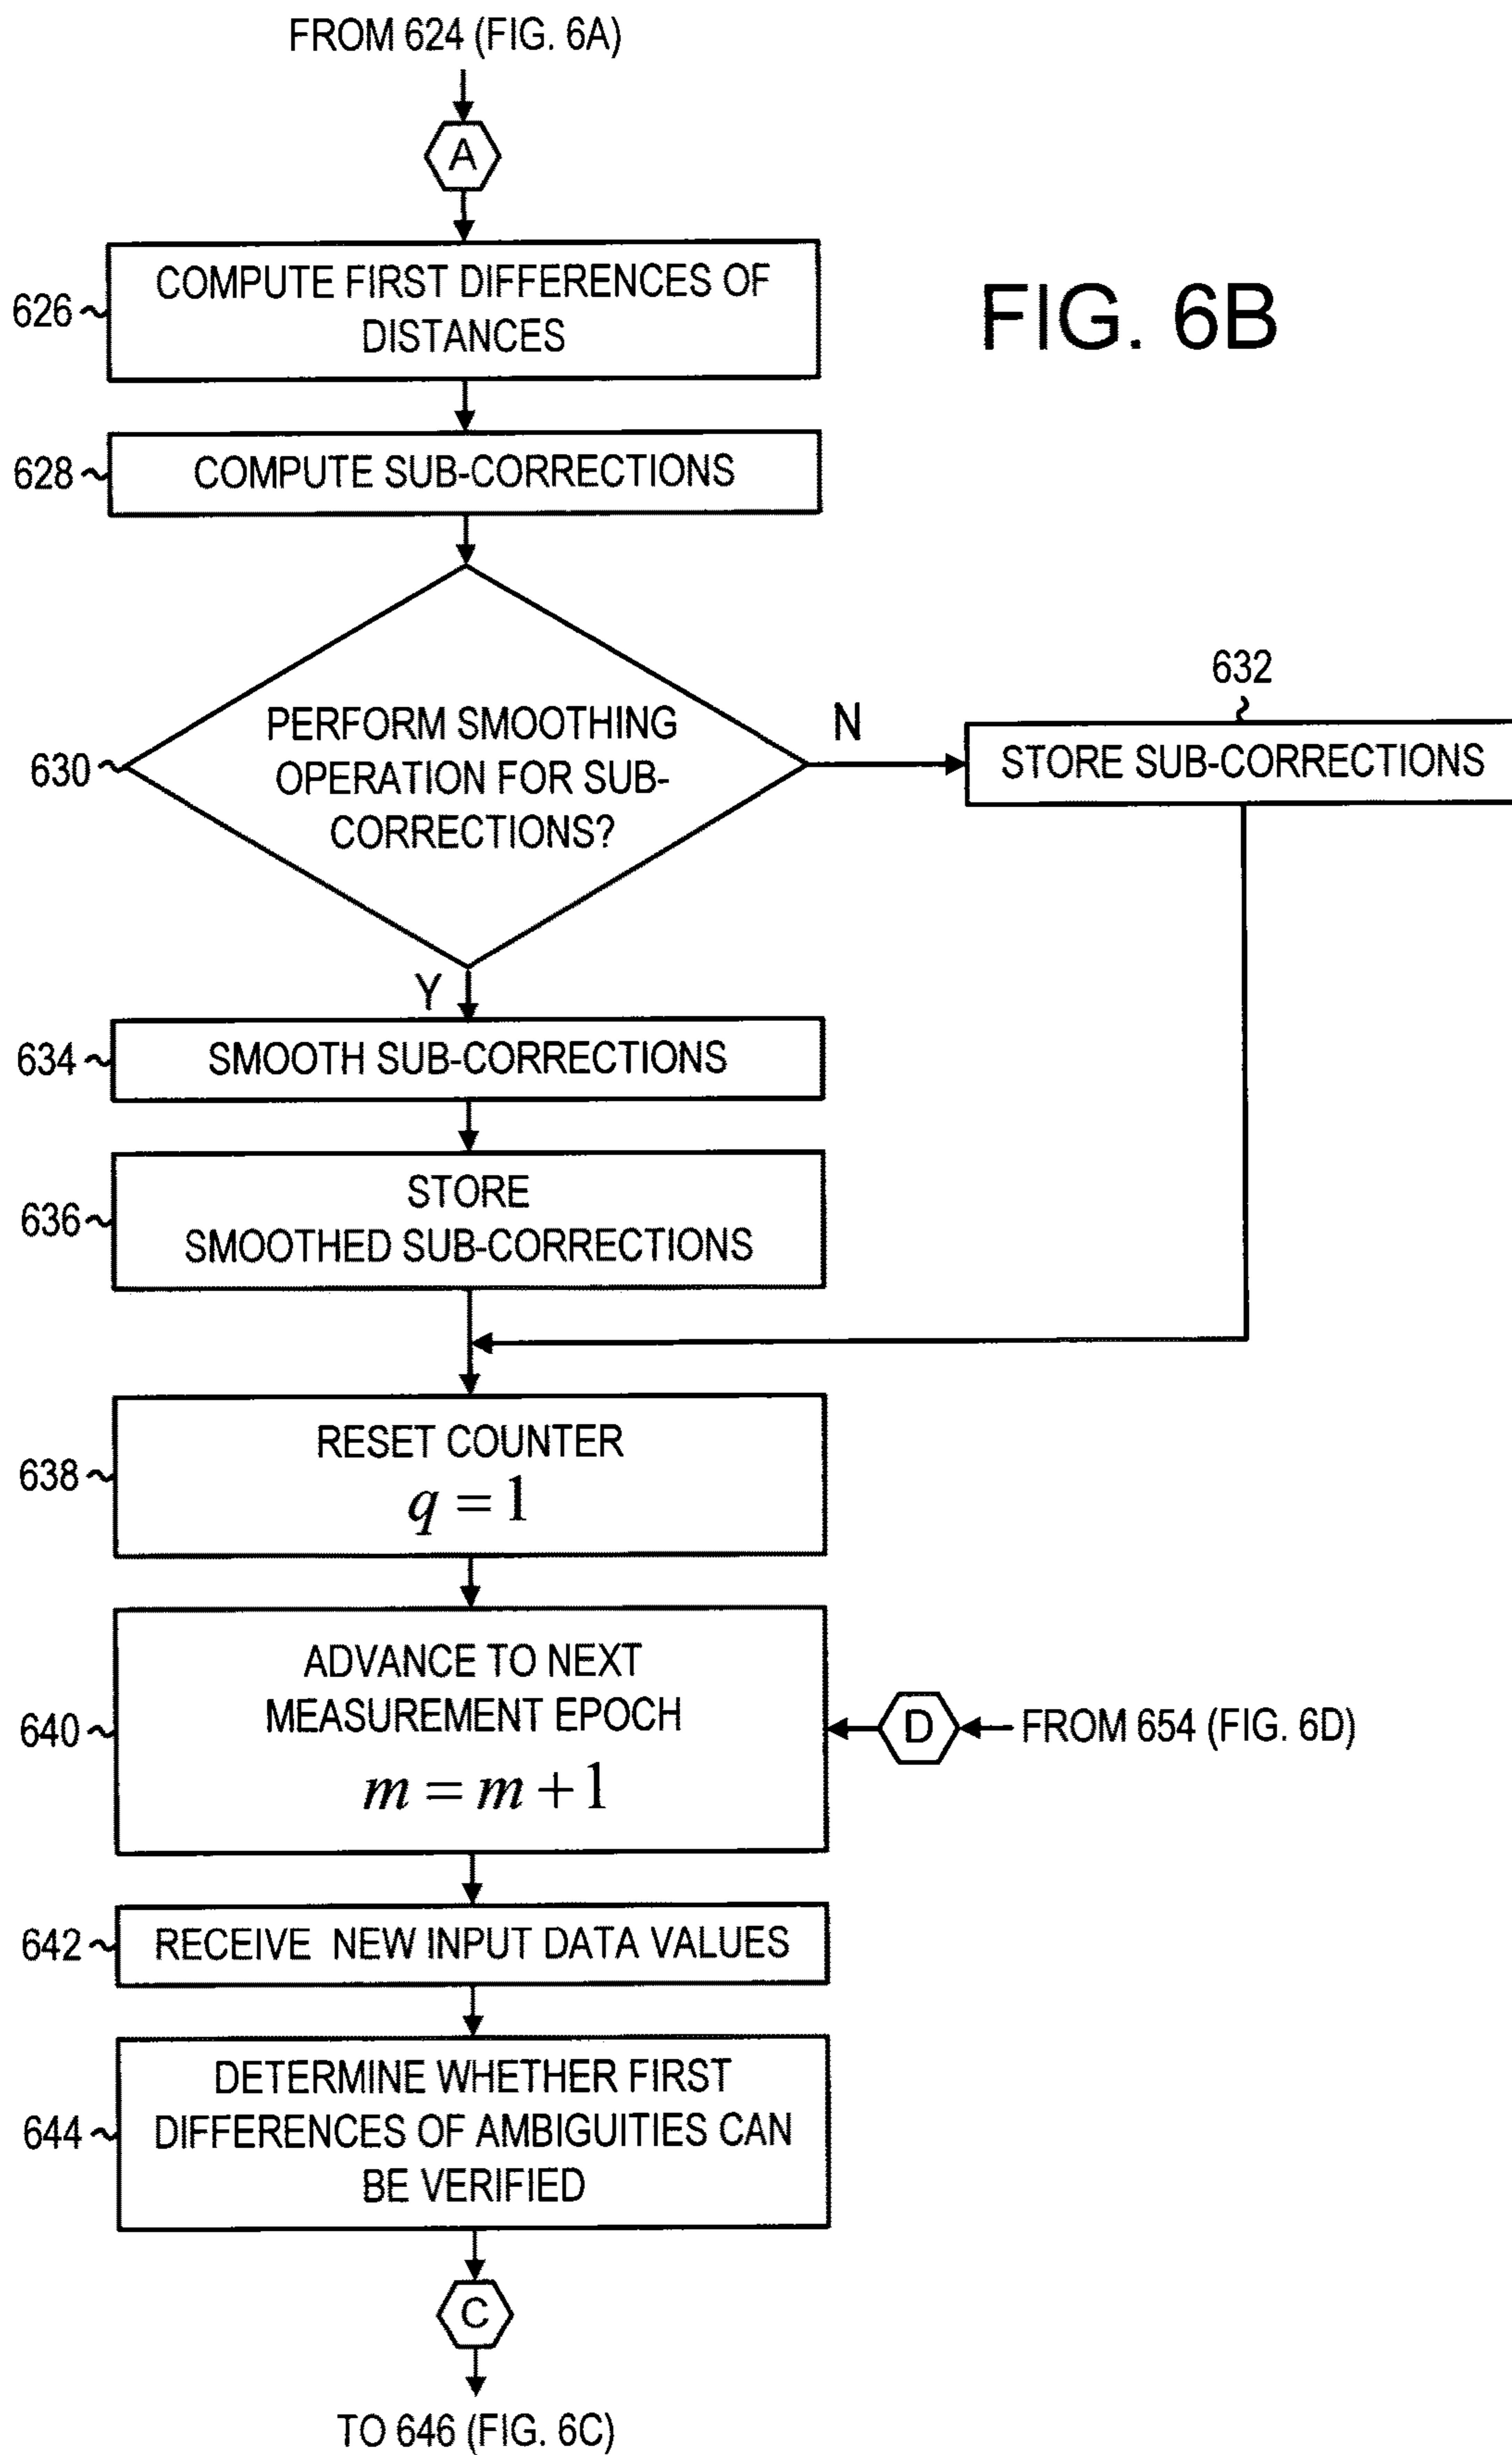 FROM 624 (FIG. 6A)
A
FIG. 6B
626
COMPUTE FIRST DIFFERENCES OF
DISTANCES
628
COMPUTE SUB-CORRECTIONS
630
PERFORM SMOOTHING
OPERATION FOR SUB-
CORRECTIONS?
N
632
STORE SUB-CORRECTIONS
Y
634
SMOOTH SUB-CORRECTIONS
636
STORE
SMOOTHED SUB-CORRECTIONS
638
RESET COUNTER
q = 1
640
ADVANCE TO NEXT
MEASUREMENT EPOCH
m = m + 1
D
FROM 654 (FIG. 6D)
642
RECEIVE NEW INPUT DATA VALUES
644
DETERMINE WHETHER FIRST
DIFFERENCES OF AMBIGUITIES CAN
BE VERIFIED
C
TO 646 (FIG. 6C)